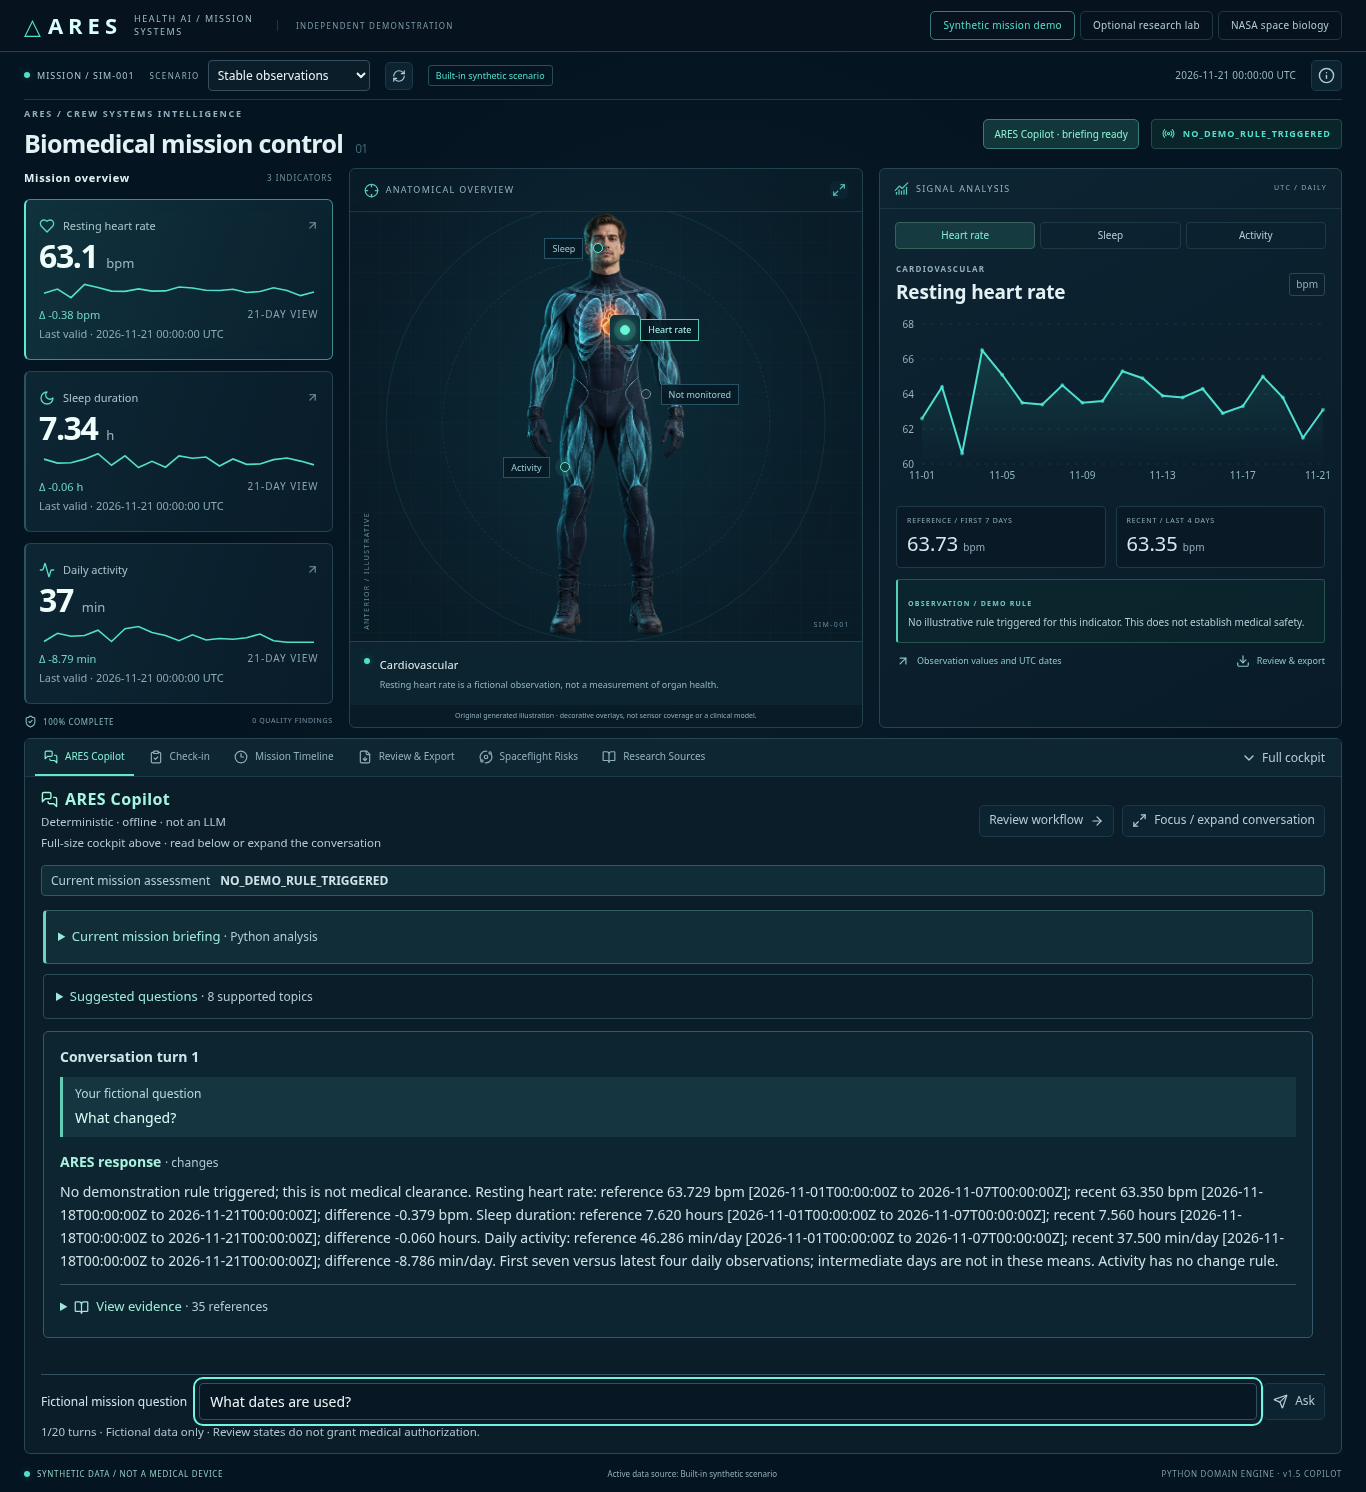 ARES
HEALTH AI / MISSION SYSTEMS
INDEPENDENT DEMONSTRATION
Synthetic mission demo
Optional research lab
NASA space biology
MISSION / SIM-001
SCENARIO
Stable observations
Built-in synthetic scenario
2026-11-21 00:00:00 UTC
ARES / CREW SYSTEMS INTELLIGENCE
Biomedical mission control 01
ARES Copilot · briefing ready
NO_DEMO_RULE_TRIGGERED
Mission overview
3 INDICATORS
Resting heart rate
63.1 bpm
Δ -0.38 bpm
21-DAY VIEW
Last valid · 2026-11-21 00:00:00 UTC
Sleep duration
7.34 h
Δ -0.06 h
21-DAY VIEW
Last valid · 2026-11-21 00:00:00 UTC
Daily activity
37 min
Δ -8.79 min
21-DAY VIEW
Last valid · 2026-11-21 00:00:00 UTC
100% COMPLETE
0 QUALITY FINDINGS
ANATOMICAL OVERVIEW
Sleep
Heart rate
Not monitored
Activity
ANTERIOR / ILLUSTRATIVE
SIM-001
Cardiovascular
Resting heart rate is a fictional observation, not a measurement of organ health.
Original generated illustration · decorative overlays, not sensor coverage or a clinical model.
SIGNAL ANALYSIS
UTC / DAILY
Heart rate
Sleep
Activity
CARDIOVASCULAR
Resting heart rate
bpm
68
66
64
62
60
11-01
11-05
11-09
11-13
11-17
11-21
REFERENCE / FIRST 7 DAYS
63.73 bpm
RECENT / LAST 4 DAYS
63.35 bpm
OBSERVATION / DEMO RULE
No illustrative rule triggered for this indicator. This does not establish medical safety.
Observation values and UTC dates
Review & export
ARES Copilot
Check-in
Mission Timeline
Review & Export
Spaceflight Risks
Research Sources
Full cockpit
ARES Copilot
Deterministic · offline · not an LLM
Full-size cockpit above · read below or expand the conversation
Review workflow
Focus / expand conversation
Current mission assessment NO_DEMO_RULE_TRIGGERED
Current mission briefing · Python analysis
Suggested questions · 8 supported topics
Conversation turn 1
Your fictional question
What changed?
ARES response · changes
No demonstration rule triggered; this is not medical clearance. Resting heart rate: reference 63.729 bpm [2026-11-01T00:00:00Z to 2026-11-07T00:00:00Z]; recent 63.350 bpm [2026-11-
18T00:00:00Z to 2026-11-21T00:00:00Z]; difference -0.379 bpm. Sleep duration: reference 7.620 hours [2026-11-01T00:00:00Z to 2026-11-07T00:00:00Z]; recent 7.560 hours [2026-11-
18T00:00:00Z to 2026-11-21T00:00:00Z]; difference -0.060 hours. Daily activity: reference 46.286 min/day [2026-11-01T00:00:00Z to 2026-11-07T00:00:00Z]; recent 37.500 min/day [2026-11-
18T00:00:00Z to 2026-11-21T00:00:00Z]; difference -8.786 min/day. First seven versus latest four daily observations; intermediate days are not in these means. Activity has no change rule.
View evidence · 35 references
Fictional mission question
What dates are used?
Ask
1/20 turns · Fictional data only · Review states do not grant medical authorization.
SYNTHETIC DATA / NOT A MEDICAL DEVICE
Active data source: Built-in synthetic scenario
PYTHON DOMAIN ENGINE · v1.5 COPILOT